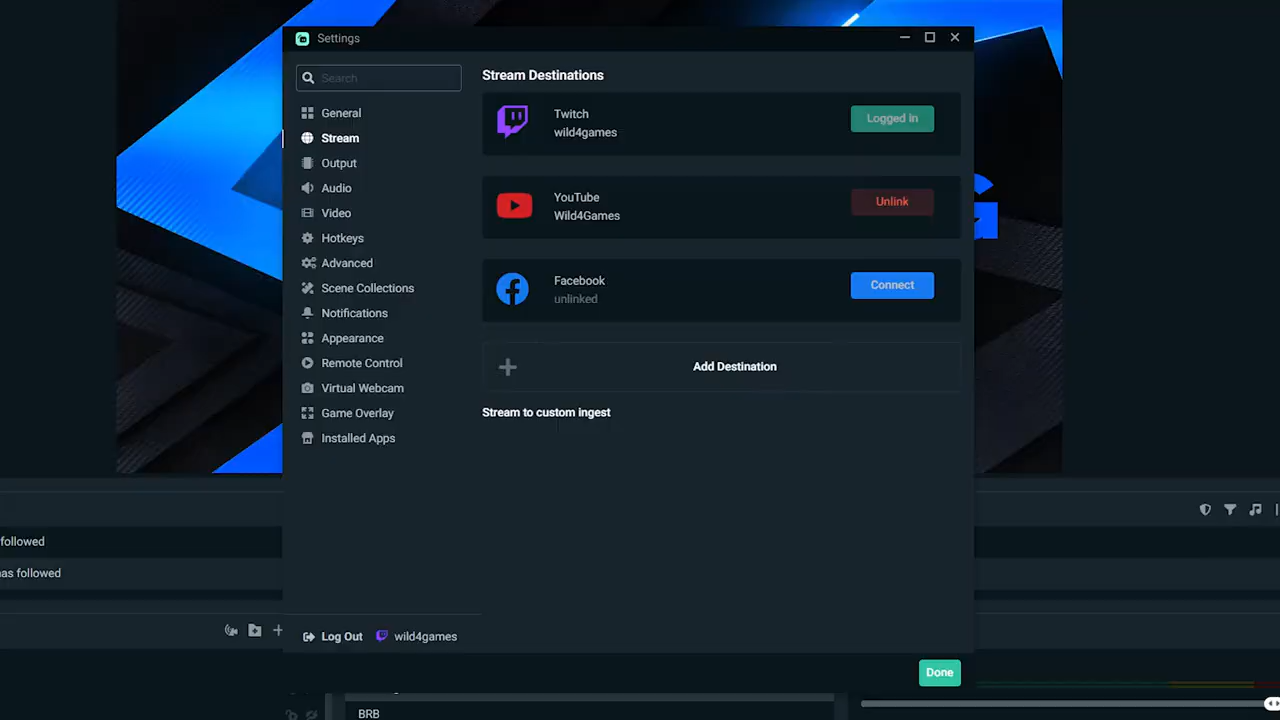 Settings
Search
General
Stream
Output
Audio
Video
Hotkeys
Advanced
Scene Collections
Notifications
Appearance
Remote Control
Virtual Webcam
Game Overlay
Installed Apps
Log Out
wild4games
Stream Destinations
Twitch
wild4games
Logged In
YouTube
Wild4Games
Unlink
Facebook
unlinked
Connect
Add Destination
Stream to custom ingest
Done
followed
as followed
BRB